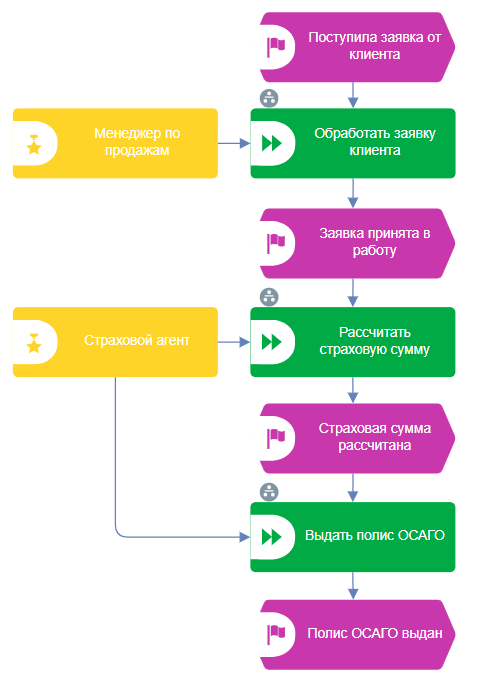 Поступила заявка от
клиента
Менеджер по
продажам
Обработать заявку
клиента
Заявка принята в
работу
Страховой агент
Рассчитать
страховую сумму
Страховая сумма
рассчитана
Выдать полис ОСАГО
Полис ОСАГО выдан